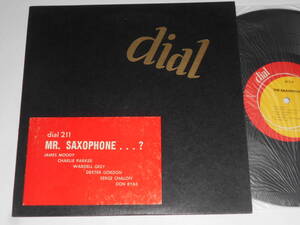 dial
dial 211
MR. SAXOPHONE . . . ?
JAMES MOODY
CHARLIE PARKER
WARDELL GREY
DEXTER GORDON
SERGE CHALOFF
DON BYAS
dial